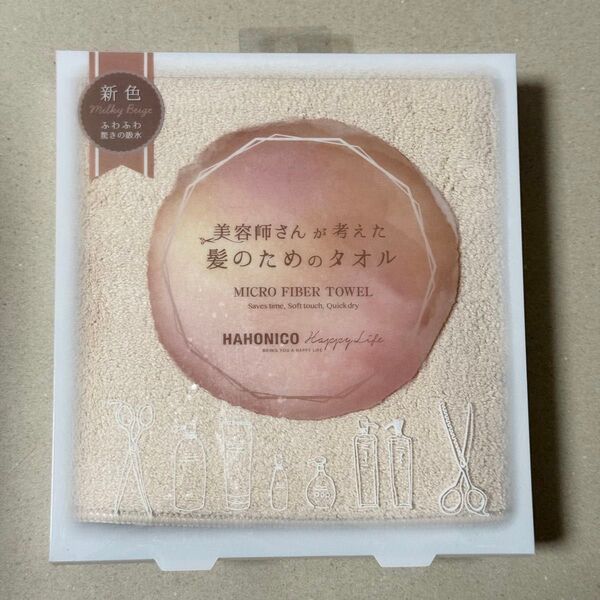 新色
Milky Beige
ふわふわ
驚きの吸水
美容師さんが考えた
髪のためのタオル
MICRO FIBER TOWEL
Saves time, Soft touch, Quick dry
HAHONICO Happy Life
BRING YOU A HAPPY LIFE